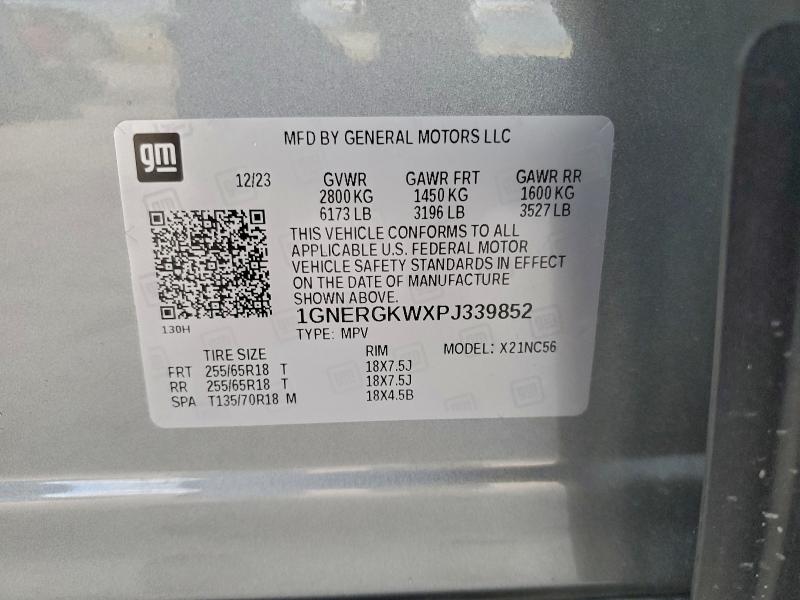 gm
MFD BY GENERAL MOTORS LLC
12/23 GVWR GAWR FRT GAWR RR
2800 KG 1450 KG 1600 KG
6173 LB 3196 LB 3527 LB
THIS VEHICLE CONFORMS TO ALL
APPLICABLE U.S. FEDERAL MOTOR
VEHICLE SAFETY STANDARDS IN EFFECT
ON THE DATE OF MANUFACTURE
SHOWN ABOVE.
130H
1GNERGKWXPJ339852
TYPE: MPV
TIRE SIZE RIM MODEL: X21NC56
FRT 255/65R18 T 18X7.5J
RR 255/65R18 T 18X7.5J
SPA T135/70R18 M 18X4.5B